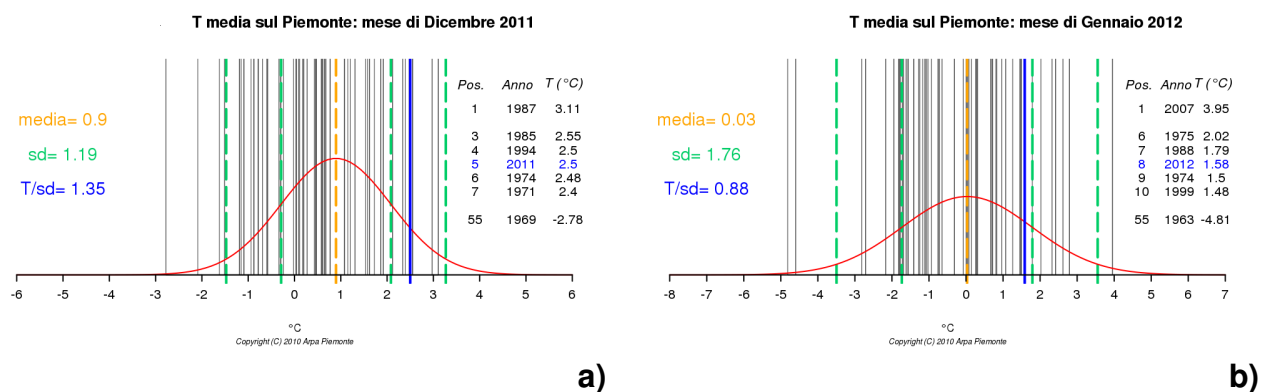 T media sul Piemonte: mese di Dicembre 2011
media= 0.9
sd= 1.19
T/sd= 1.35
Pos. Anno T (°C)
1 1987 3.11
3 1985 2.55
4 1994 2.5
5 2011 2.5
6 1974 2.48
7 1971 2.4
55 1969 -2.78
-6 -5 -4 -3 -2 -1 0 1 2 3 4 5 6
°C
Copyright (C) 2010 Arpa Piemonte
a)
T media sul Piemonte: mese di Gennaio 2012
media= 0.03
sd= 1.76
T/sd= 0.88
Pos. Anno T (°C)
1 2007 3.95
6 1975 2.02
7 1988 1.79
8 2012 1.58
9 1974 1.5
10 1999 1.48
55 1963 -4.81
-8 -7 -6 -5 -4 -3 -2 -1 0 1 2 3 4 5 6 7
°C
Copyright (C) 2010 Arpa Piemonte
b)